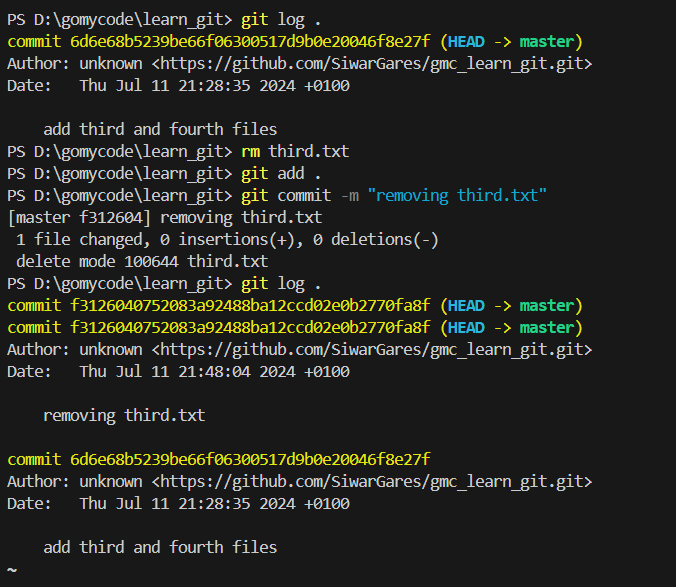 PS D:\gomycode\learn_git> git log .
commit 6d6e68b5239be66f06300517d9b0e20046f8e27f (HEAD -> master)
Author: unknown <https://github.com/SiwarGares/gmc_learn_git.git>
Date:   Thu Jul 11 21:28:35 2024 +0100

    add third and fourth files
PS D:\gomycode\learn_git> rm third.txt
PS D:\gomycode\learn_git> git add .
PS D:\gomycode\learn_git> git commit -m "removing third.txt"
[master f312604] removing third.txt
 1 file changed, 0 insertions(+), 0 deletions(-)
 delete mode 100644 third.txt
PS D:\gomycode\learn_git> git log .
commit f3126040752083a92488ba12ccd02e0b2770fa8f (HEAD -> master)
commit f3126040752083a92488ba12ccd02e0b2770fa8f (HEAD -> master)
Author: unknown <https://github.com/SiwarGares/gmc_learn_git.git>
Date:   Thu Jul 11 21:48:04 2024 +0100

    removing third.txt

commit 6d6e68b5239be66f06300517d9b0e20046f8e27f
Author: unknown <https://github.com/SiwarGares/gmc_learn_git.git>
Date:   Thu Jul 11 21:28:35 2024 +0100

    add third and fourth files
~